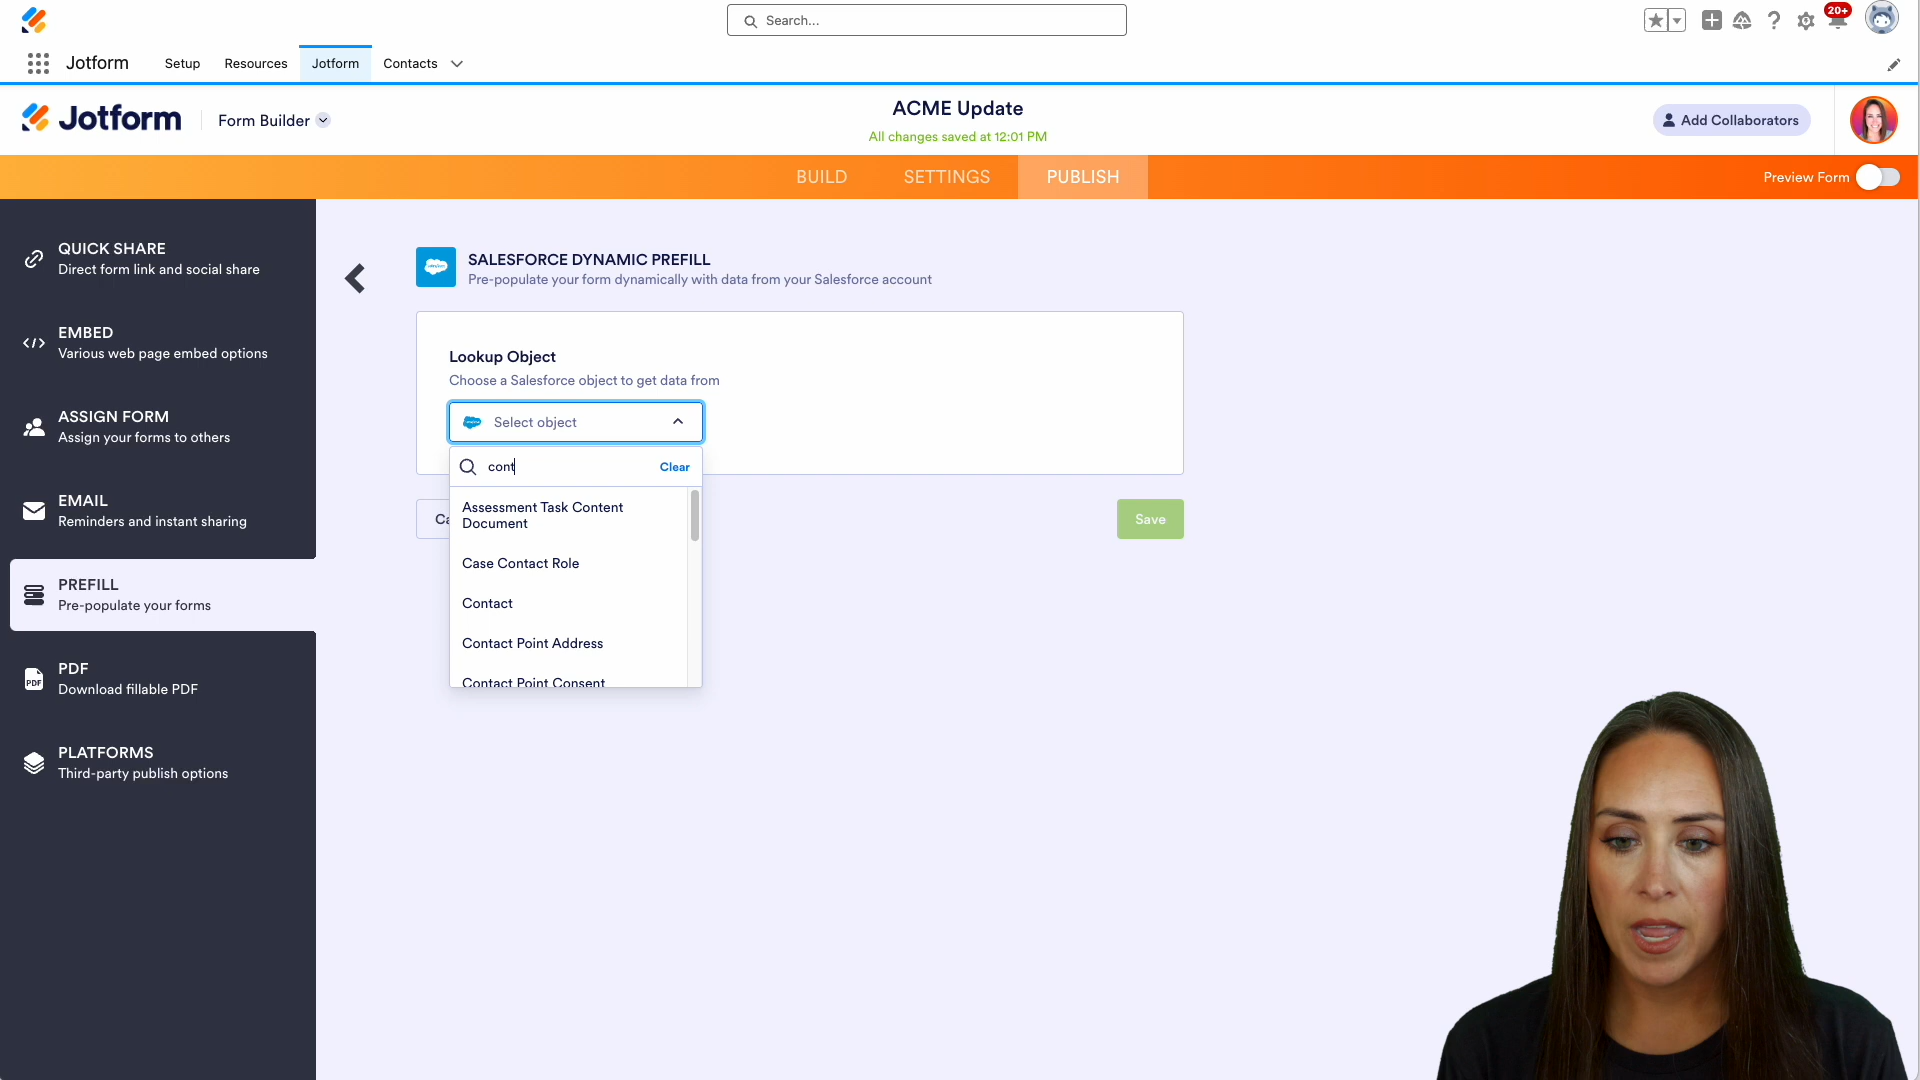 Search...
20+
Jotform
Setup
Resources
Jotform
Contacts
Jotform
Form Builder
ACME Update
All changes saved at 12:01 PM
Add Collaborators
BUILD
SETTINGS
PUBLISH
Preview Form
QUICK SHARE
Direct form link and social share
EMBED
Various web page embed options
ASSIGN FORM
Assign your forms to others
EMAIL
Reminders and instant sharing
PREFILL
Pre-populate your forms
PDF
PDF
Download fillable PDF
PLATFORMS
Third-party publish options
SALESFORCE DYNAMIC PREFILL
Pre-populate your form dynamically with data from your Salesforce account
Lookup Object
Choose a Salesforce object to get data from
Select object
cont
Clear
Assessment Task Content
Document
Case Contact Role
Contact
Contact Point Address
Contact Point Consent
Ca
Save